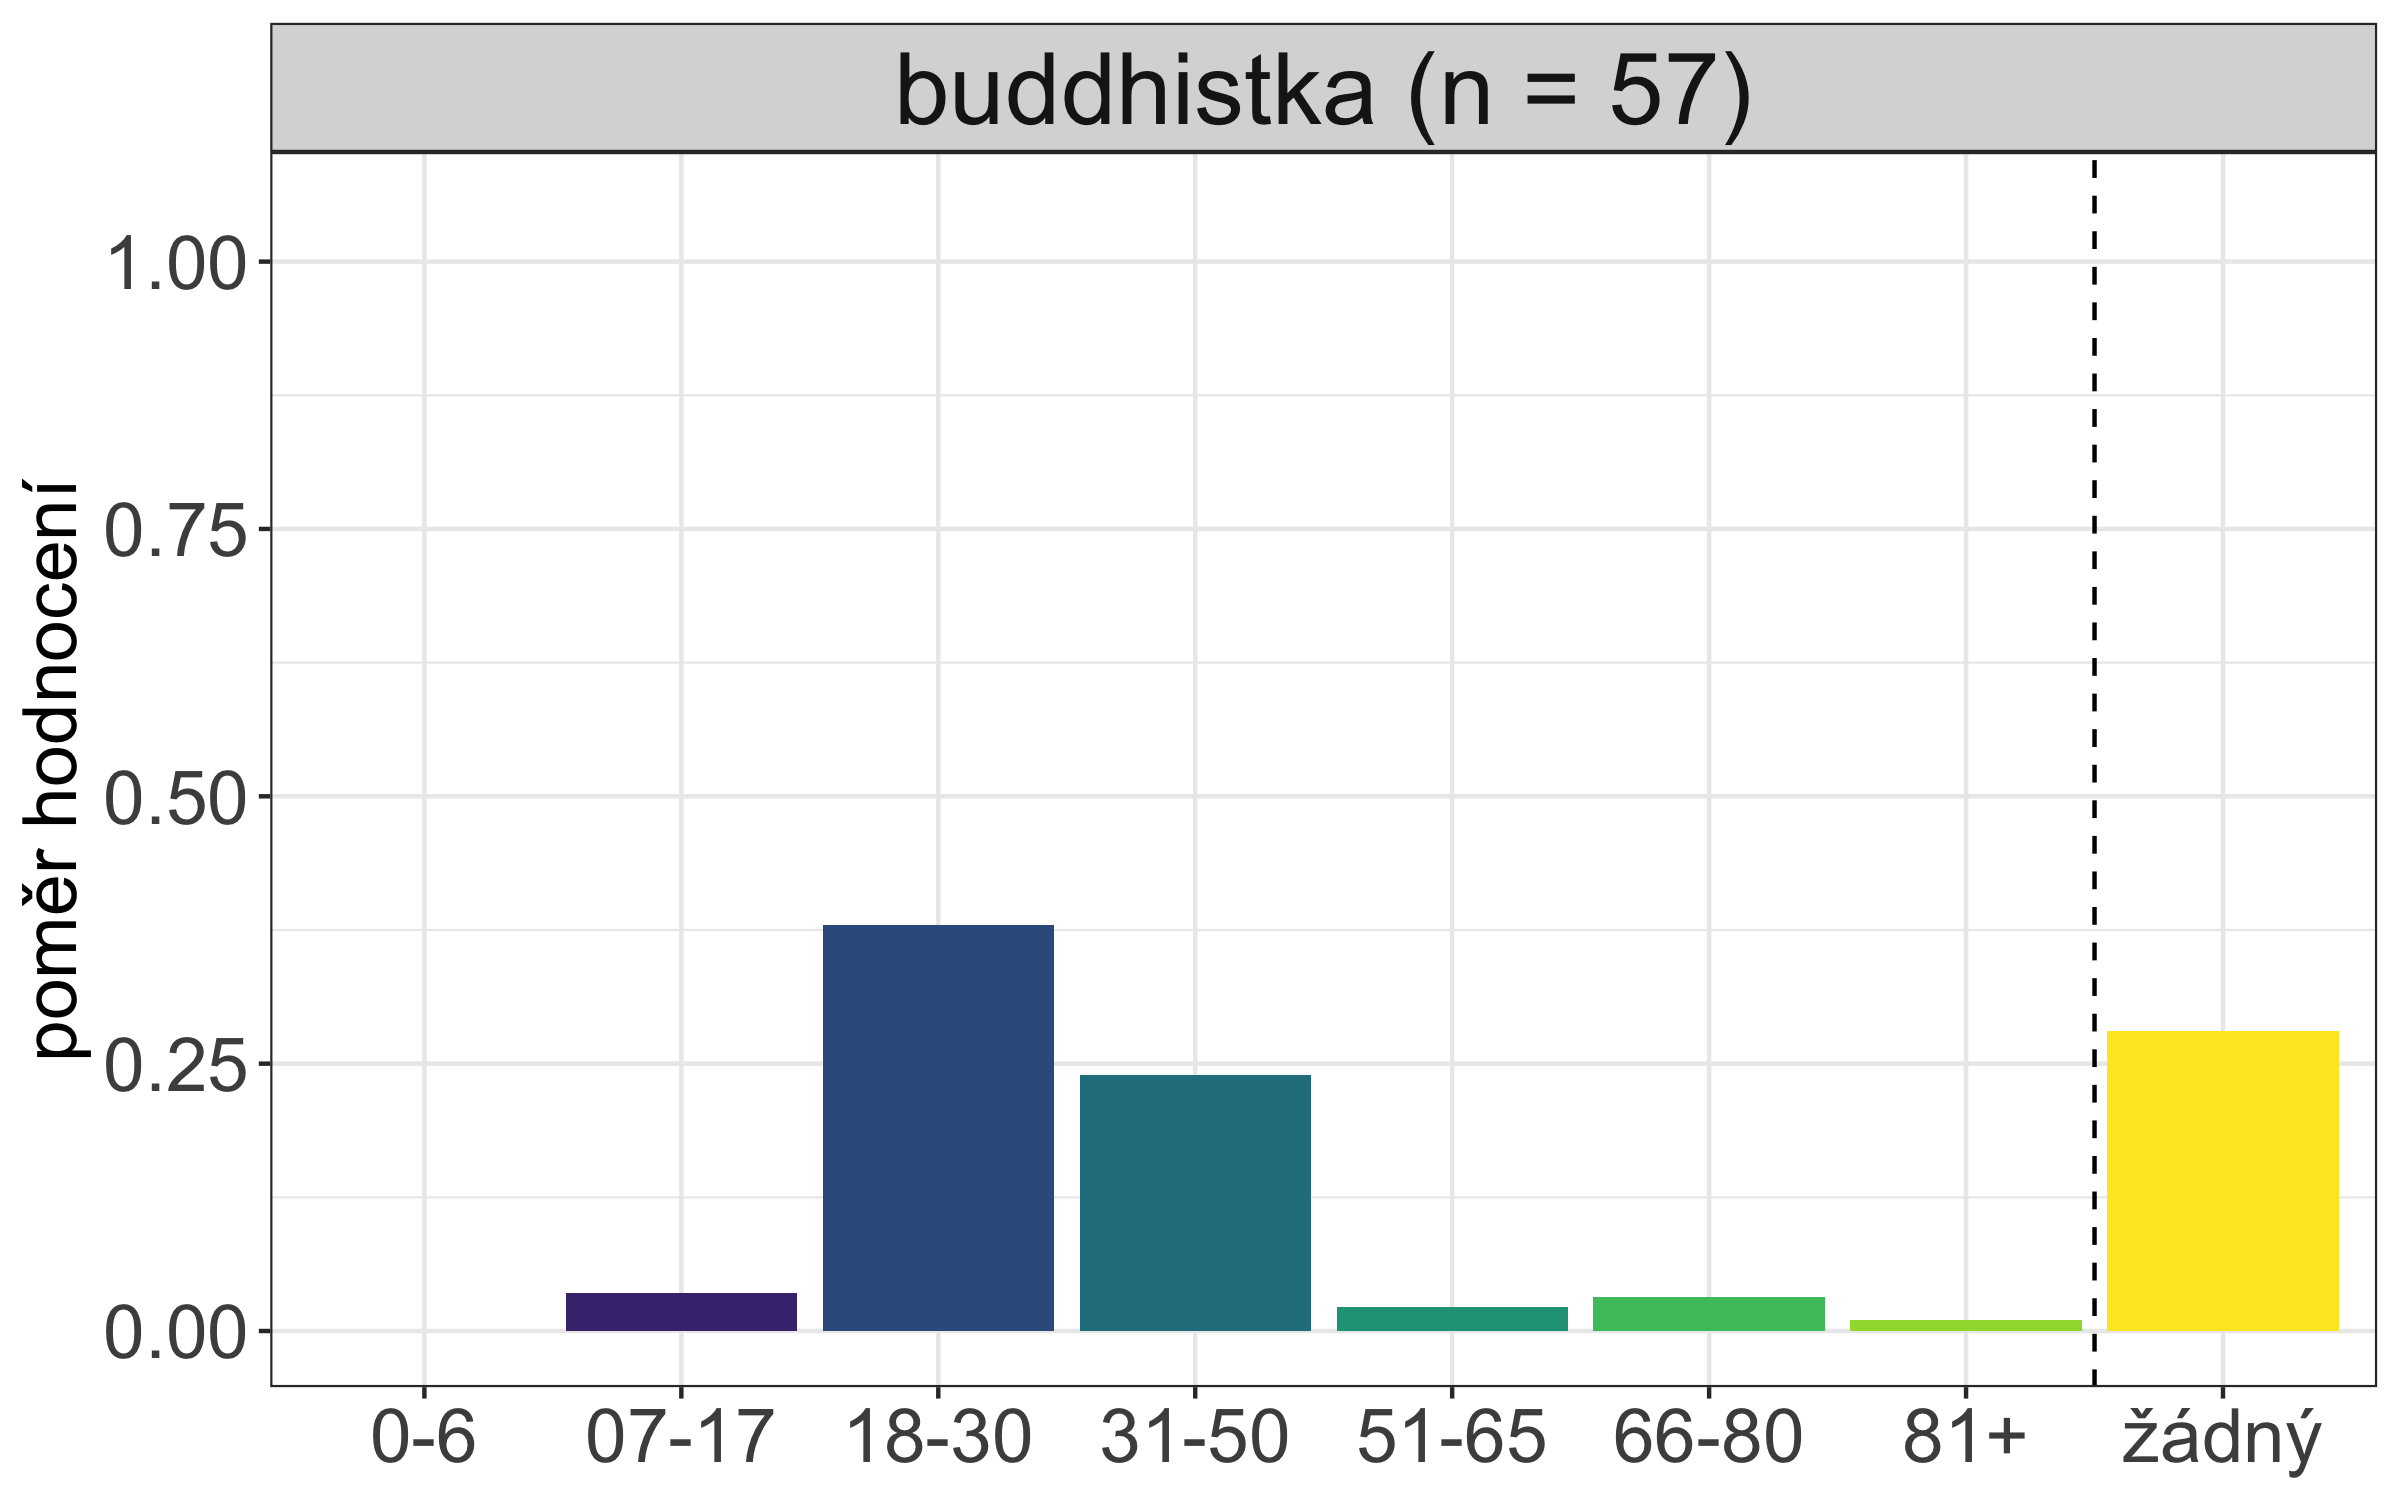 buddhistka (n = 57)
poměr hodnocení
1.00
0.75
0.50
0.25
0.00
0-6 07-17 18-30 31-50 51-65 66-80 81+ žádný